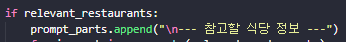 if relevant_restaurants:
prompt_parts.append("\n--- 참고할 식당 정보 ---")